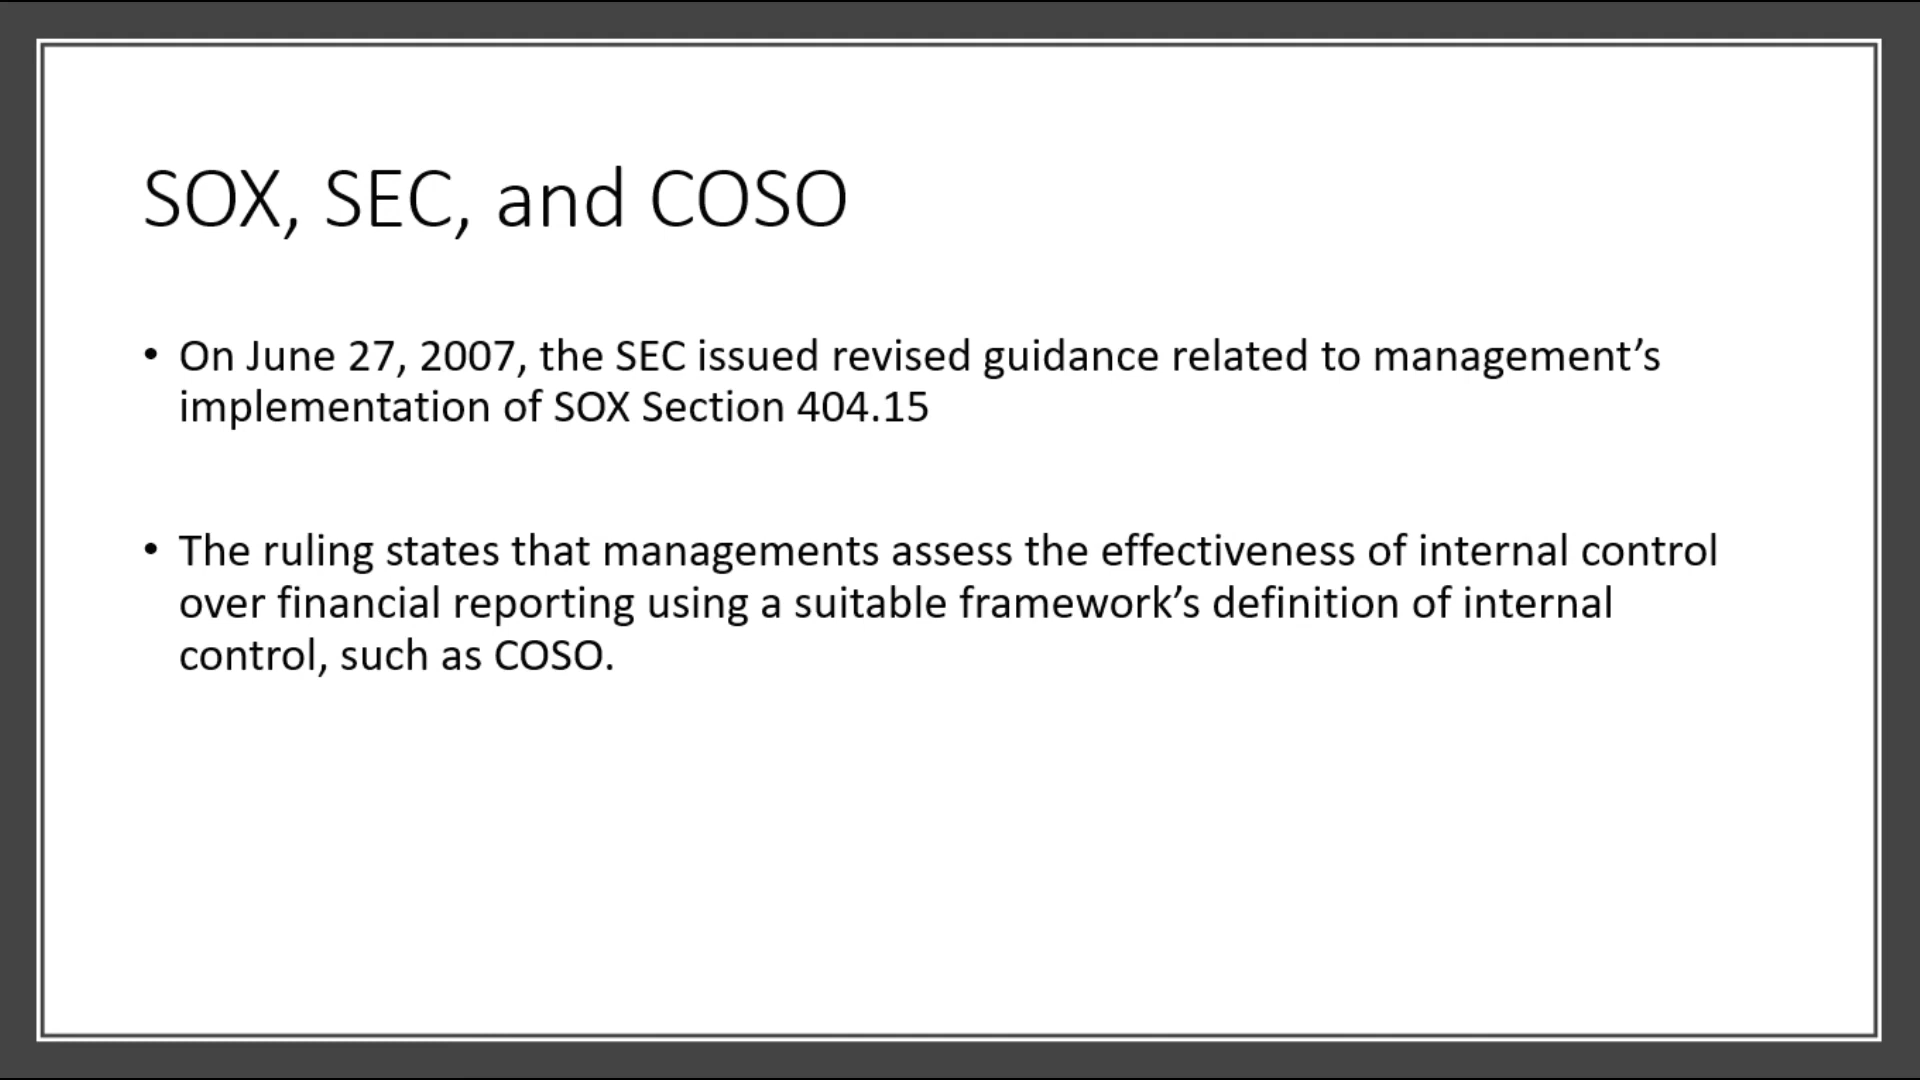 SOX, SEC, and COSO
• On June 27, 2007, the SEC issued revised guidance related to management’s
implementation of SOX Section 404.15
• The ruling states that managements assess the effectiveness of internal control
over financial reporting using a suitable framework’s definition of internal
control, such as COSO.